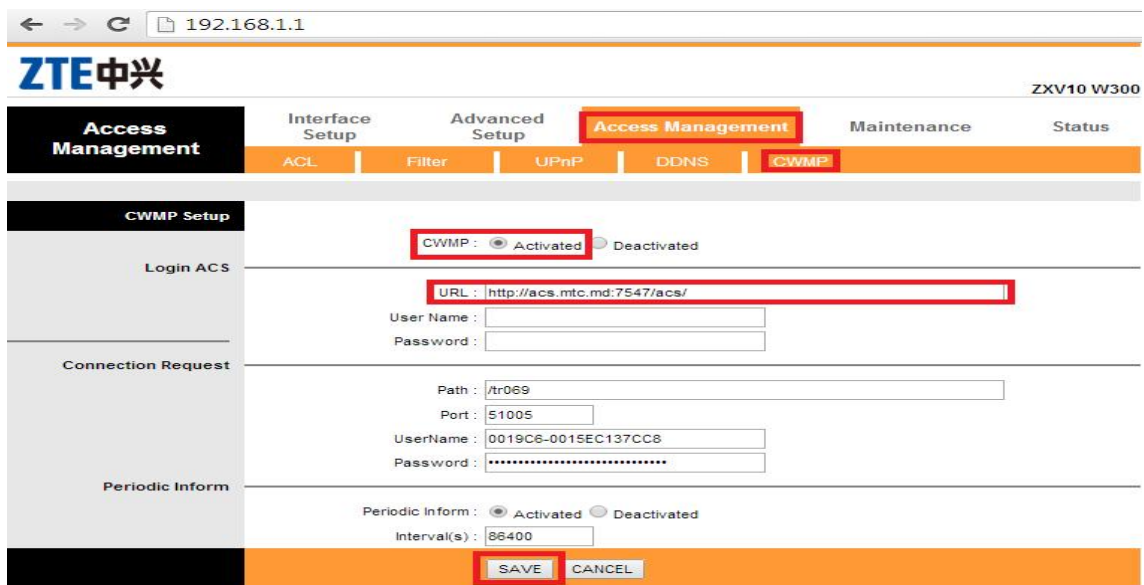 192.168.1.1
ZTE中兴
ZXV10 W300
Access Management
Interface Setup
Advanced Setup
Access Management
Maintenance
Status
ACL
Filter
UPnP
DDNS
CWMP
CWMP Setup
CWMP : Activated Deactivated
Login ACS
URL : http://acs.mtc.md:7547/acs/
User Name :
Password :
Connection Request
Path : /tr069
Port : 51005
UserName : 0019C6-0015EC137CC8
Password : •••••••••••••••••••••••••••••
Periodic Inform
Periodic Inform : Activated Deactivated
Interval(s) : 86400
SAVE CANCEL